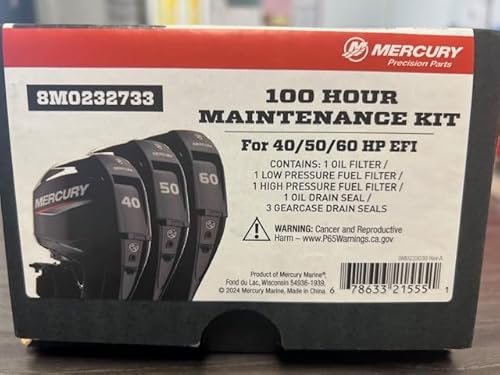 MERCURY
Precision Parts
8M0232733
100 HOUR
MAINTENANCE KIT
For 40/50/60 HP EFI
CONTAINS: 1 OIL FILTER /
1 LOW PRESSURE FUEL FILTER /
1 HIGH PRESSURE FUEL FILTER /
1 OIL DRAIN SEAL /
3 GEARCASE DRAIN SEALS
MERCURY
40
50
60
WARNING: Cancer and Reproductive
Harm – www.P65Warnings.ca.gov
Product of Mercury Marine®,
Fond du Lac, Wisconsin 54936-1939,
© 2024 Mercury Marine, Made in China.
6 78633 21555 1